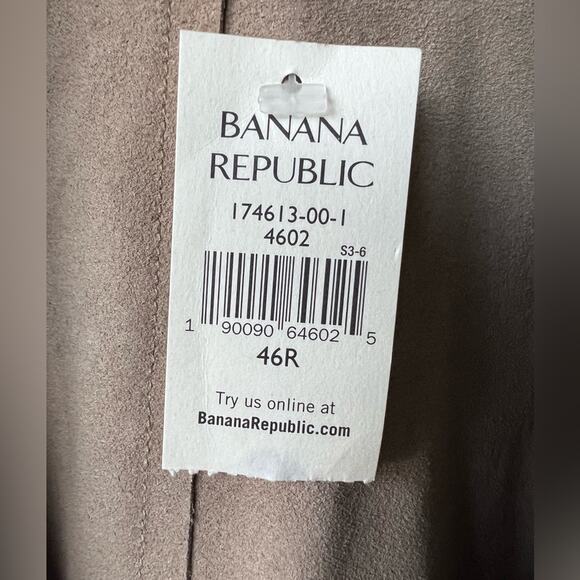 BANANA
REPUBLIC
174613-00-1
4602
S3-6
1 90090 64602 5
46R
Try us online at
BananaRepublic.com